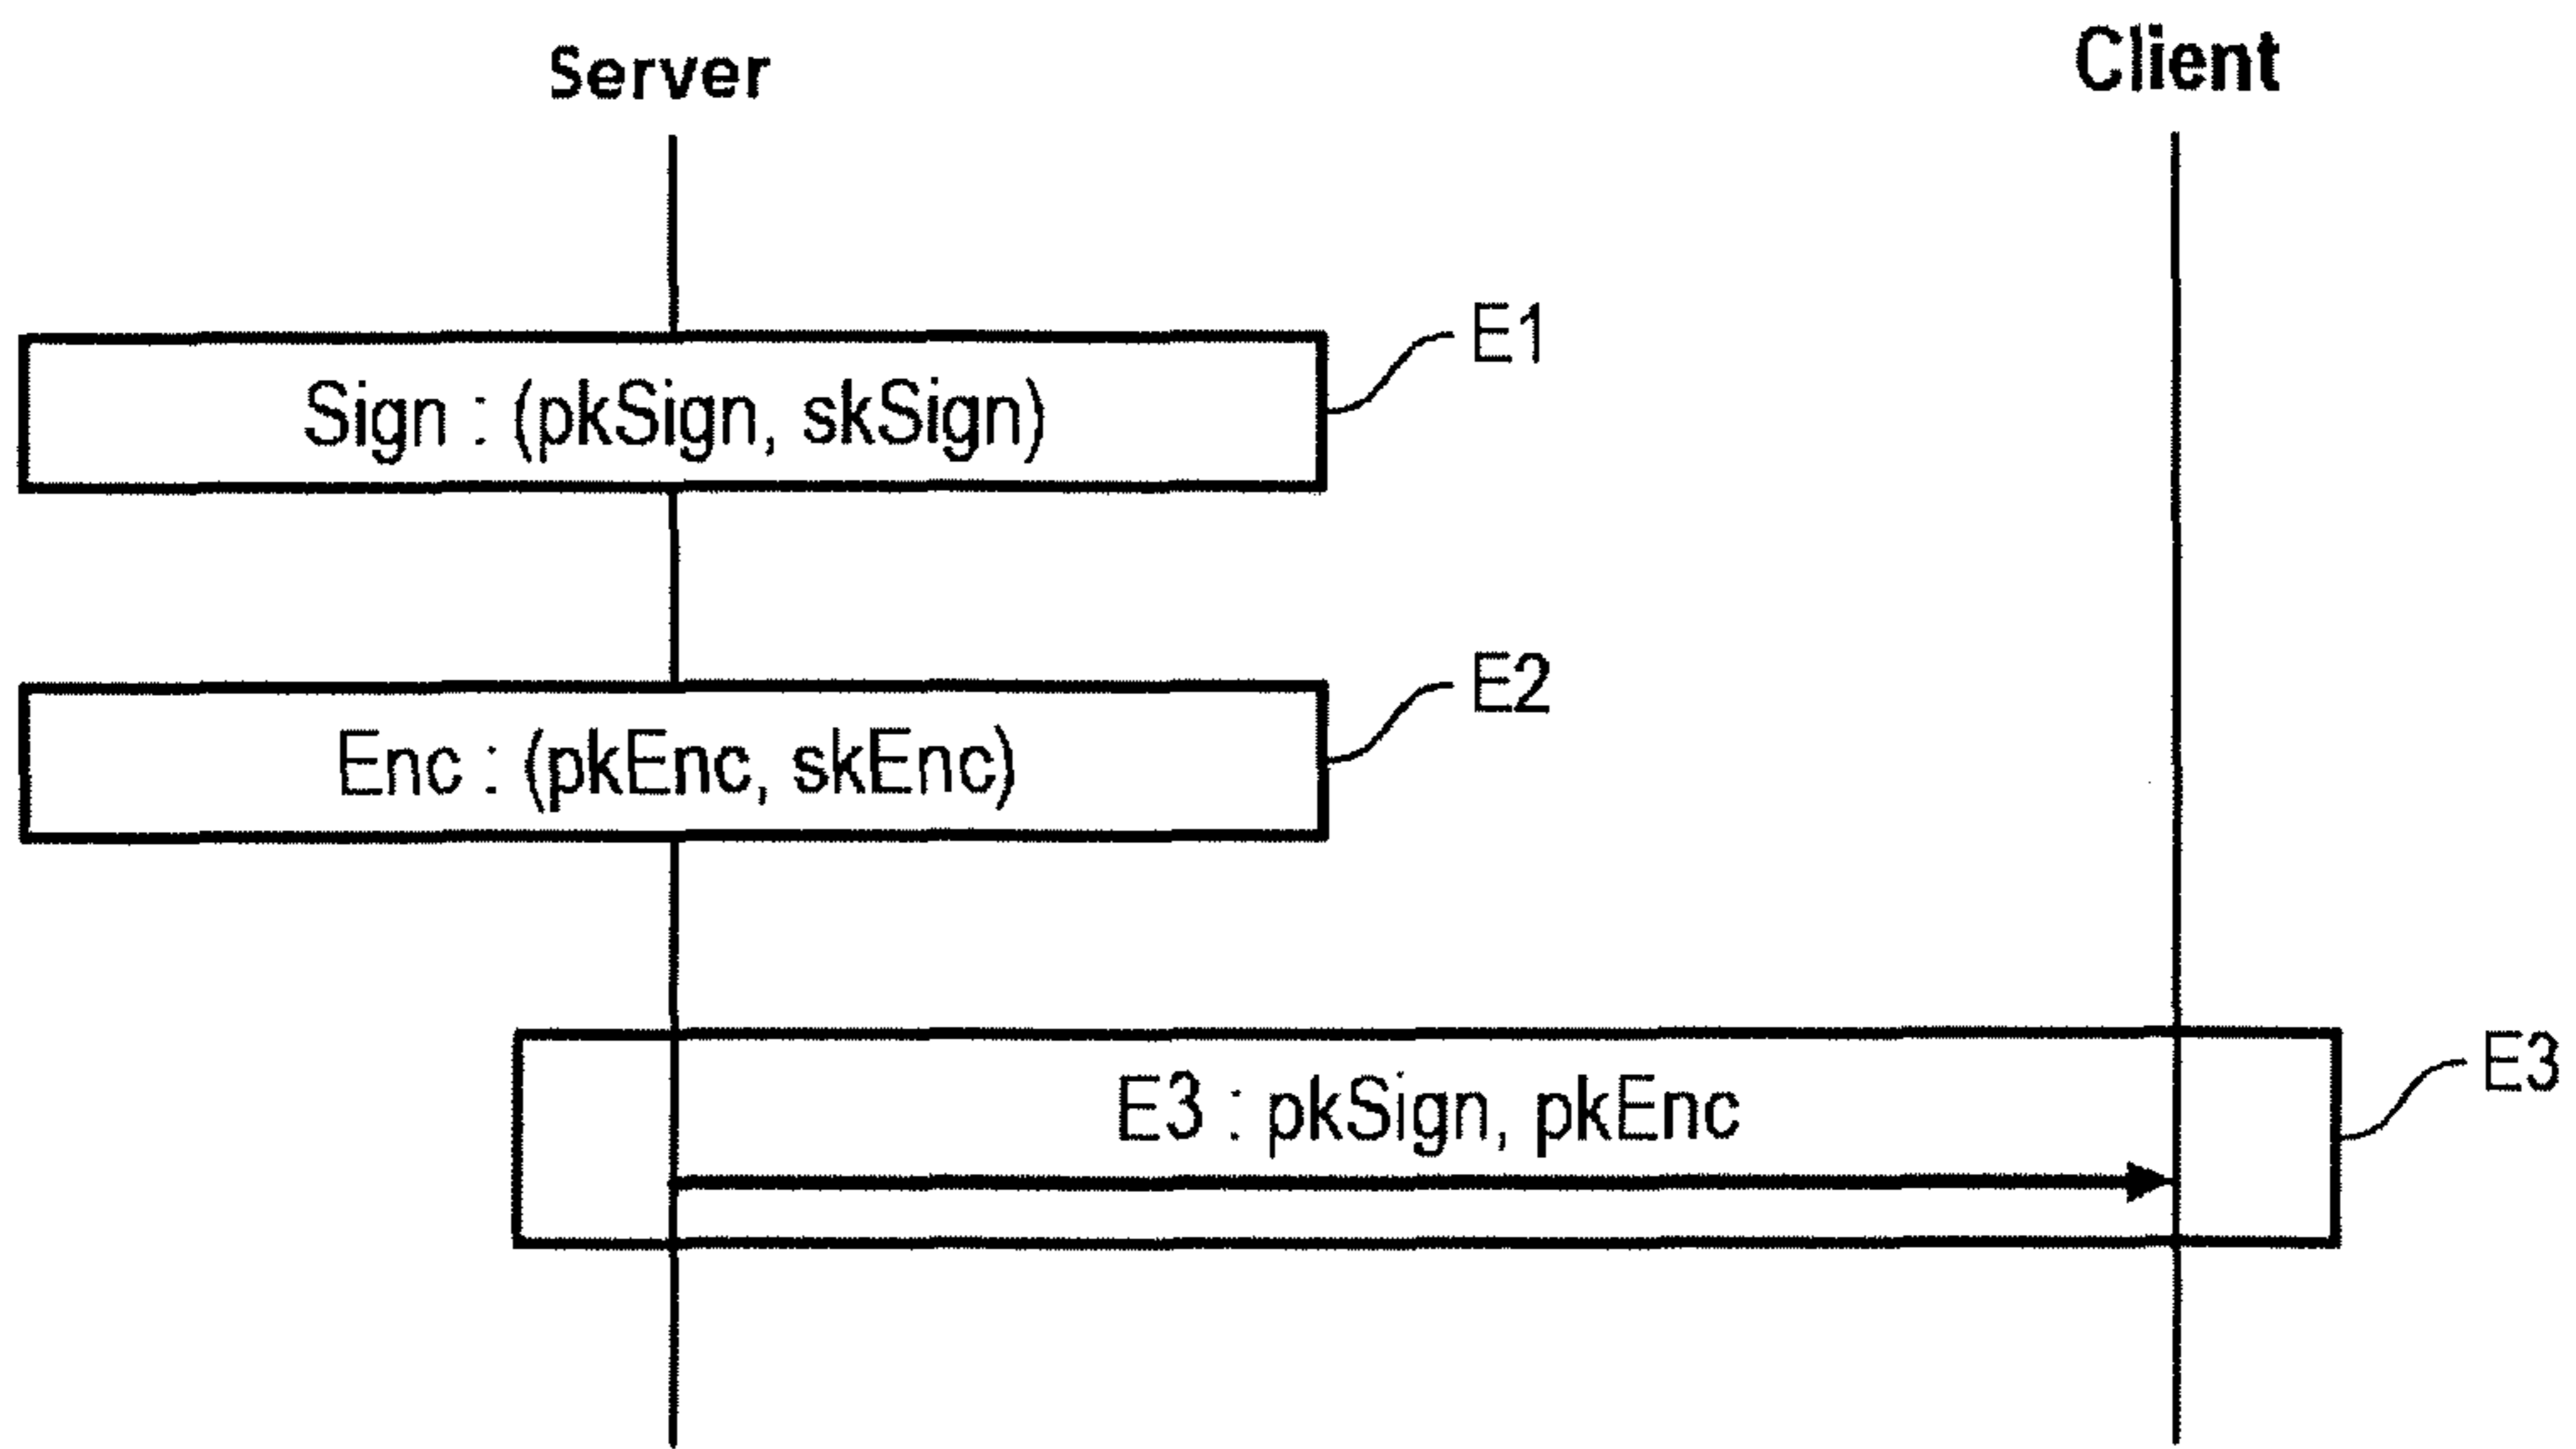 Server
Client
E1
Sign : (pkSign, skSign)
E2
Enc : (pkEnc, skEnc)
E3
E3 : pkSign, pkEnc